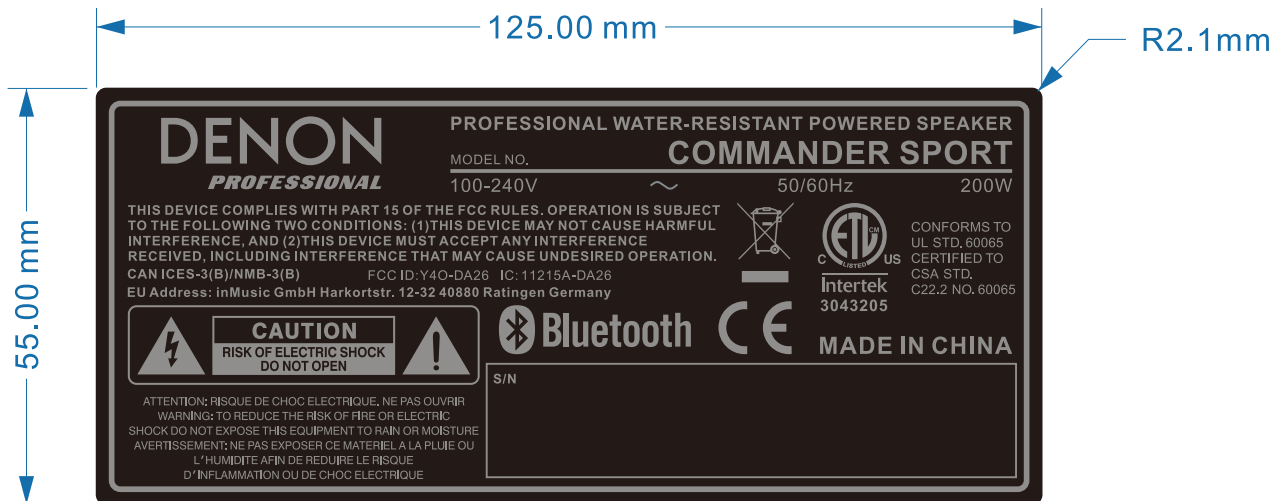 125.00 mm
R2.1mm
55.00 mm
DENON
PROFESSIONAL
PROFESSIONAL WATER-RESISTANT POWERED SPEAKER
MODEL NO. COMMANDER SPORT
100-240V ～ 50/60Hz 200W
THIS DEVICE COMPLIES WITH PART 15 OF THE FCC RULES. OPERATION IS SUBJECT
TO THE FOLLOWING TWO CONDITIONS: (1)THIS DEVICE MAY NOT CAUSE HARMFUL
INTERFERENCE, AND (2)THIS DEVICE MUST ACCEPT ANY INTERFERENCE
RECEIVED, INCLUDING INTERFERENCE THAT MAY CAUSE UNDESIRED OPERATION.
CAN ICES-3(B)/NMB-3(B) FCC ID:Y4O-DA26 IC: 11215A-DA26
EU Address: inMusic GmbH Harkortstr. 12-32 40880 Ratingen Germany
ETL CM
C LISTED US
Intertek
3043205
CONFORMS TO
UL STD. 60065
CERTIFIED TO
CSA STD.
C22.2 NO. 60065
CAUTION
RISK OF ELECTRIC SHOCK
DO NOT OPEN
Bluetooth
CE
MADE IN CHINA
ATTENTION: RISQUE DE CHOC ELECTRIQUE, NE PAS OUVRIR
WARNING: TO REDUCE THE RISK OF FIRE OR ELECTRIC
SHOCK DO NOT EXPOSE THIS EQUIPMENT TO RAIN OR MOISTURE
AVERTISSEMENT: NE PAS EXPOSER CE MATERIEL A LA PLUIE OU
L'HUMIDITE AFIN DE REDUIRE LE RISQUE
D'INFLAMMATION OU DE CHOC ELECTRIQUE
S/N